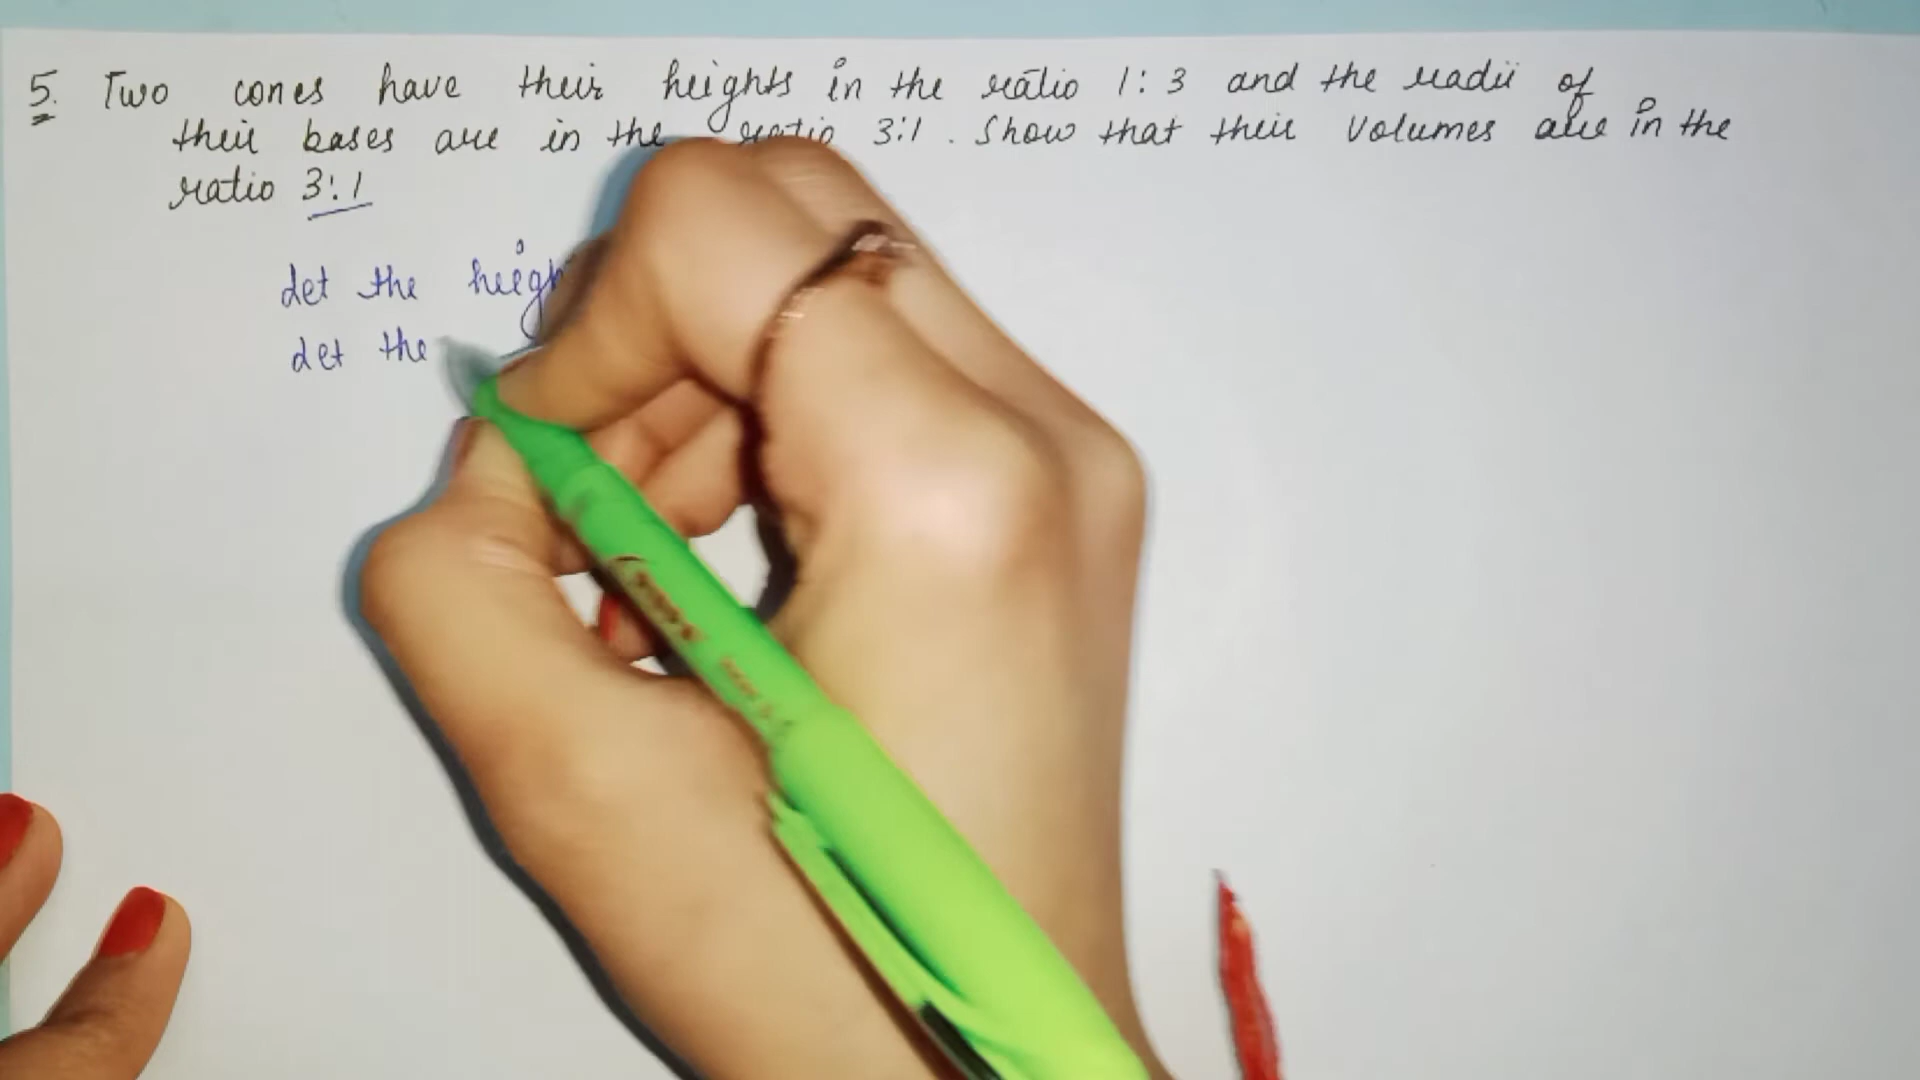 5. Two cones have their heights in the ratio 1:3 and the radii of
their bases are in the ratio 3:1. Show that their Volumes are in the
ratio 3:1
Let the
Let the